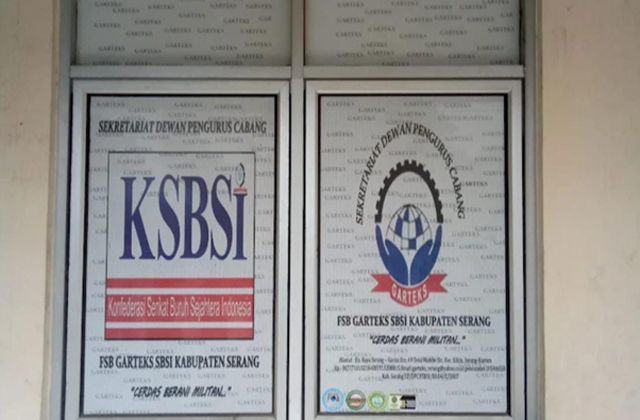 SEKRETARIAT DEWAN PENGURUS CABANG
KSBSI
Konfederasi Serikat Buruh Sejahtera Indonesia
FSB GARTEKS SBSI KABUPATEN SERANG
"CERDAS BERANI MILITAN.."
SEKRETARIAT DEWAN PENGURUS CABANG
GARTEKS
FSB GARTEKS SBSI KABUPATEN SERANG
"CERDAS BERANI MILITAN.."